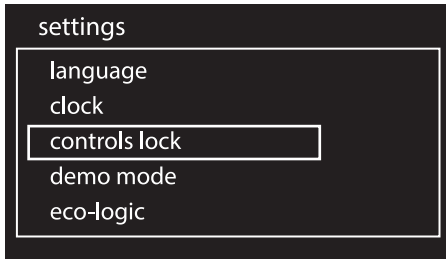 settings
language
clock
controls lock
demo mode
eco-logic